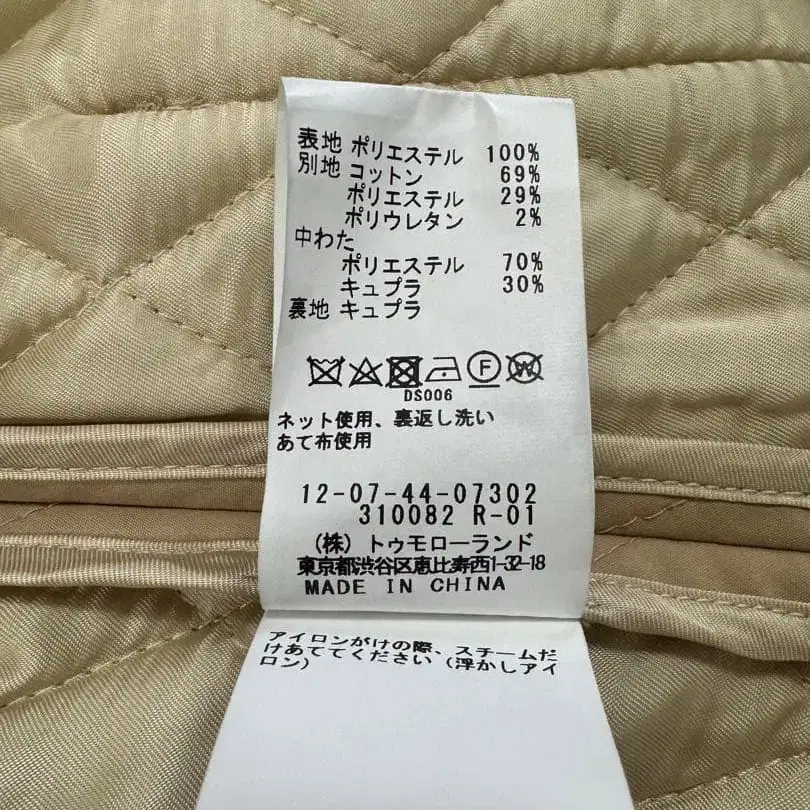 表地 ポリエステル 100%
別地 コットン 69%
ポリエステル 29%
ポリウレタン 2%
中わた
ポリエステル 70%
キュプラ 30%
裏地 キュプラ
F W
DS006
ネット使用、裏返し洗い
あて布使用
12-07-44-07302
310082 R-01
(株) トゥモローランド
東京都渋谷区恵比寿西1-32-18
MADE IN CHINA
アイロンがけの際、スチームだ
けあててください (浮かしアイ
ロン)